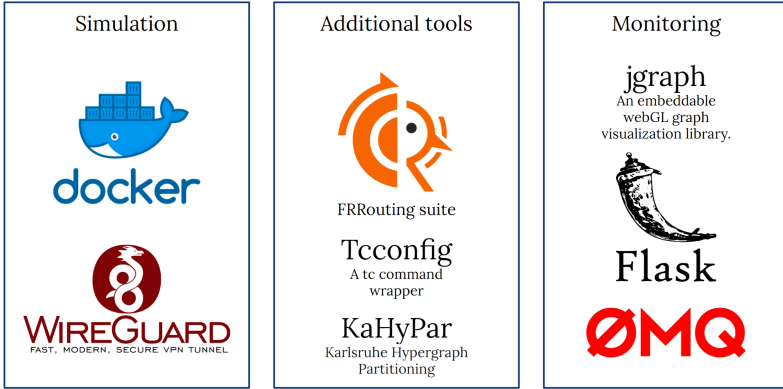 Simulation
docker
WIREGUARD
FAST, MODERN, SECURE VPN TUNNEL
Additional tools
FRRouting suite
Tcconfig
A tc command
wrapper
KaHyPar
Karlsruhe Hypergraph
Partitioning
Monitoring
jgraph
An embeddable
webGL graph
visualization library.
Flask
ØMQ